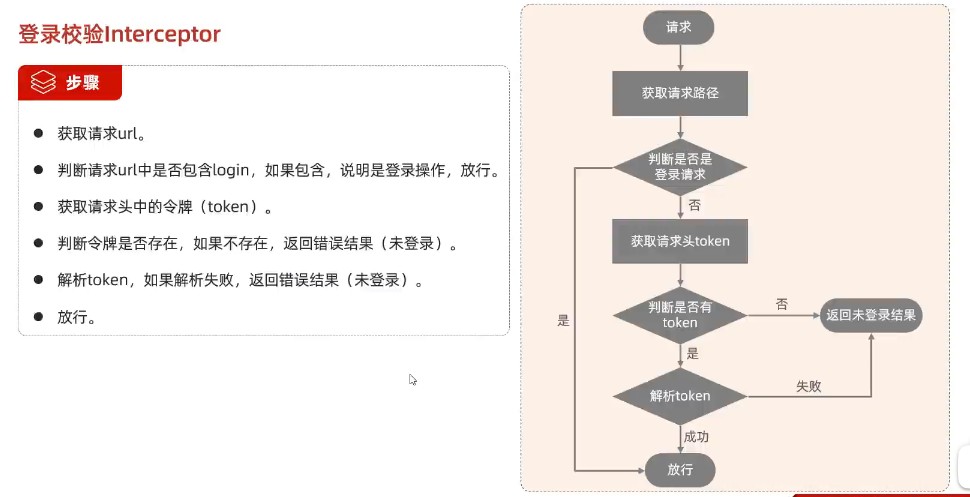 登录校验Interceptor
步骤
获取请求url。
判断请求url中是否包含login，如果包含，说明是登录操作，放行。
获取请求头中的令牌（token）。
判断令牌是否存在，如果不存在，返回错误结果（未登录）。
解析token，如果解析失败，返回错误结果（未登录）。
放行。
请求
获取请求路径
判断是否是
登录请求
否
获取请求头token
判断是否有
token
否
返回未登录结果
是
是
解析token
失败
成功
放行